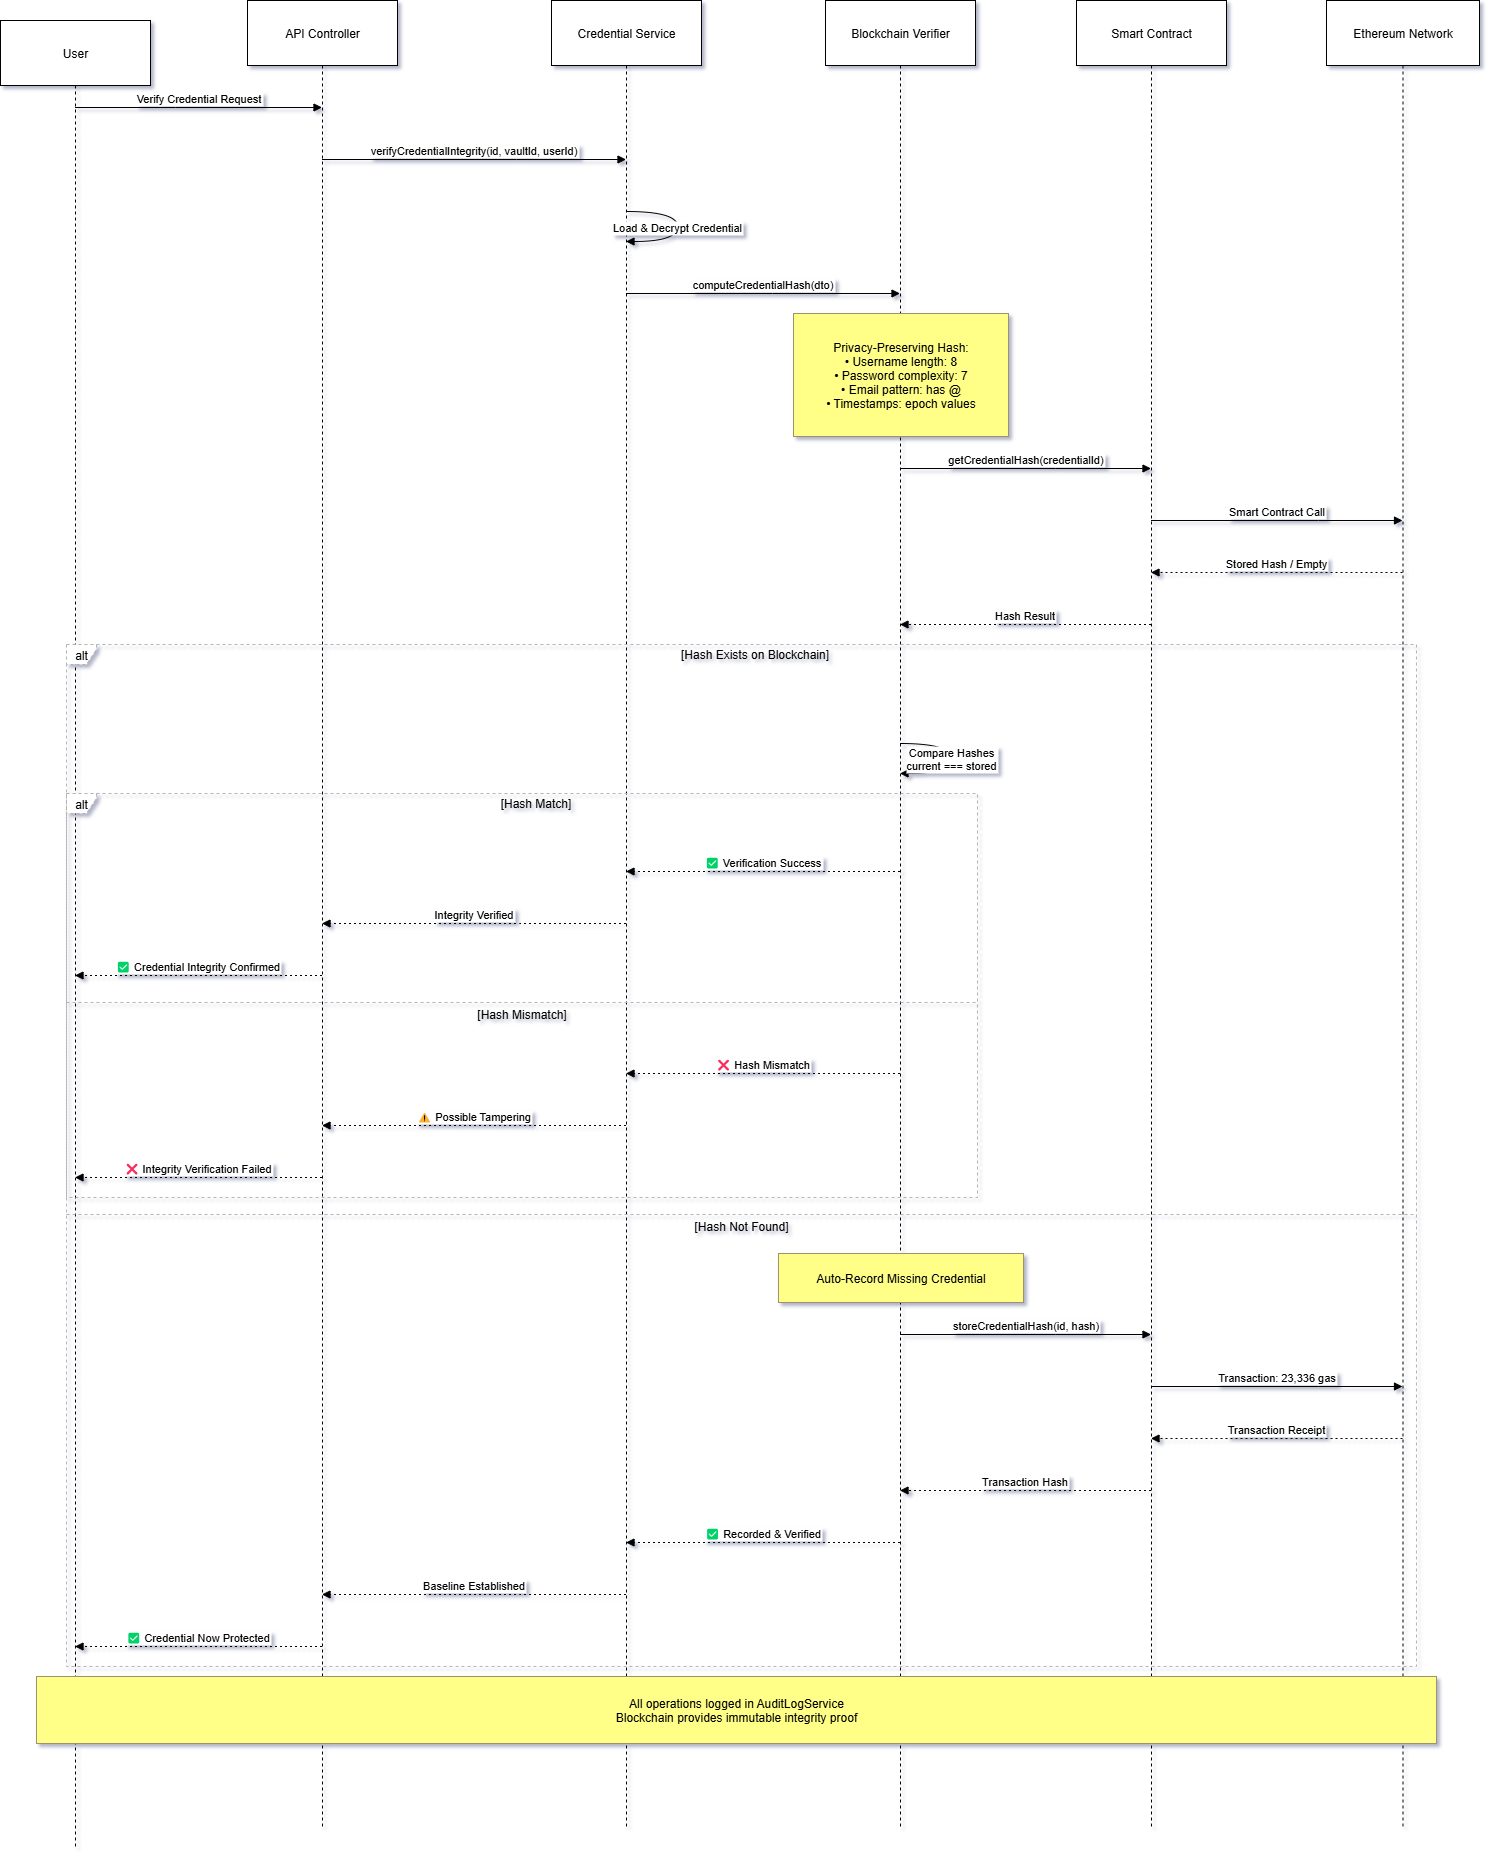 User
API Controller
Credential Service
Blockchain Verifier
Smart Contract
Ethereum Network
Verify Credential Request
verifyCredentialIntegrity(id, vaultId, userId)
Load & Decrypt Credential
computeCredentialHash(dto)
Privacy-Preserving Hash:
• Username length: 8
• Password complexity: 7
• Email pattern: has @
• Timestamps: epoch values
getCredentialHash(credentialId)
Smart Contract Call
Stored Hash / Empty
Hash Result
alt
[Hash Exists on Blockchain]
Compare Hashes
current === stored
alt
[Hash Match]
✅ Verification Success
Integrity Verified
✅ Credential Integrity Confirmed
[Hash Mismatch]
❌ Hash Mismatch
⚠️ Possible Tampering
❌ Integrity Verification Failed
[Hash Not Found]
Auto-Record Missing Credential
storeCredentialHash(id, hash)
Transaction: 23,336 gas
Transaction Receipt
Transaction Hash
✅ Recorded & Verified
Baseline Established
✅ Credential Now Protected
All operations logged in AuditLogService
Blockchain provides immutable integrity proof